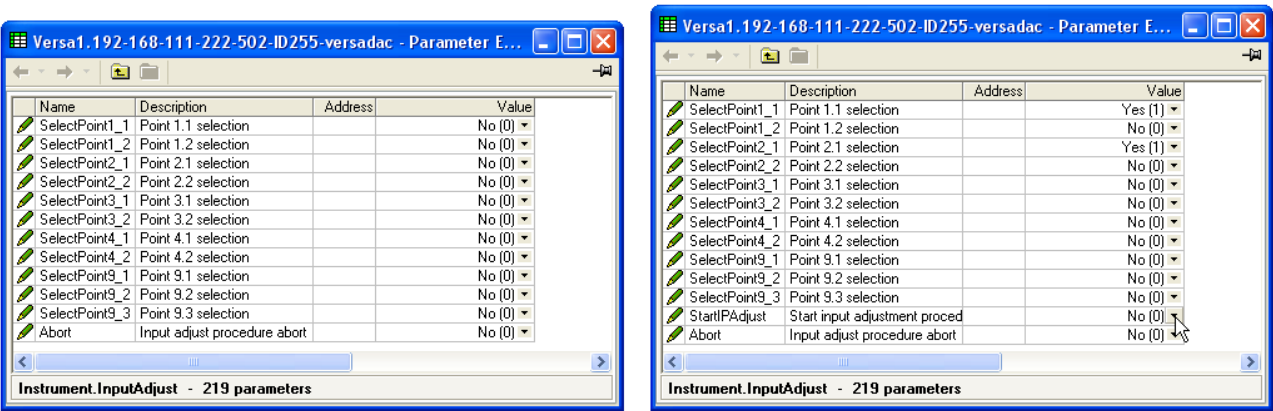 Versa1.192-168-111-222-502-ID255-versadac - Parameter E...
Name Description Address Value
SelectPoint1_1 Point 1.1 selection No (0)
SelectPoint1_2 Point 1.2 selection No (0)
SelectPoint2_1 Point 2.1 selection No (0)
SelectPoint2_2 Point 2.2 selection No (0)
SelectPoint3_1 Point 3.1 selection No (0)
SelectPoint3_2 Point 3.2 selection No (0)
SelectPoint4_1 Point 4.1 selection No (0)
SelectPoint4_2 Point 4.2 selection No (0)
SelectPoint9_1 Point 9.1 selection No (0)
SelectPoint9_2 Point 9.2 selection No (0)
SelectPoint9_3 Point 9.3 selection No (0)
Abort Input adjust procedure abort No (0)
Instrument.InputAdjust - 219 parameters
Versa1.192-168-111-222-502-ID255-versadac - Parameter E...
Name Description Address Value
SelectPoint1_1 Point 1.1 selection Yes (1)
SelectPoint1_2 Point 1.2 selection No (0)
SelectPoint2_1 Point 2.1 selection Yes (1)
SelectPoint2_2 Point 2.2 selection No (0)
SelectPoint3_1 Point 3.1 selection No (0)
SelectPoint3_2 Point 3.2 selection No (0)
SelectPoint4_1 Point 4.1 selection No (0)
SelectPoint4_2 Point 4.2 selection No (0)
SelectPoint9_1 Point 9.1 selection No (0)
SelectPoint9_2 Point 9.2 selection No (0)
SelectPoint9_3 Point 9.3 selection No (0)
StartIPAdjust Start input adjustment proced No (0)
Abort Input adjust procedure abort No (0)
Instrument.InputAdjust - 219 parameters